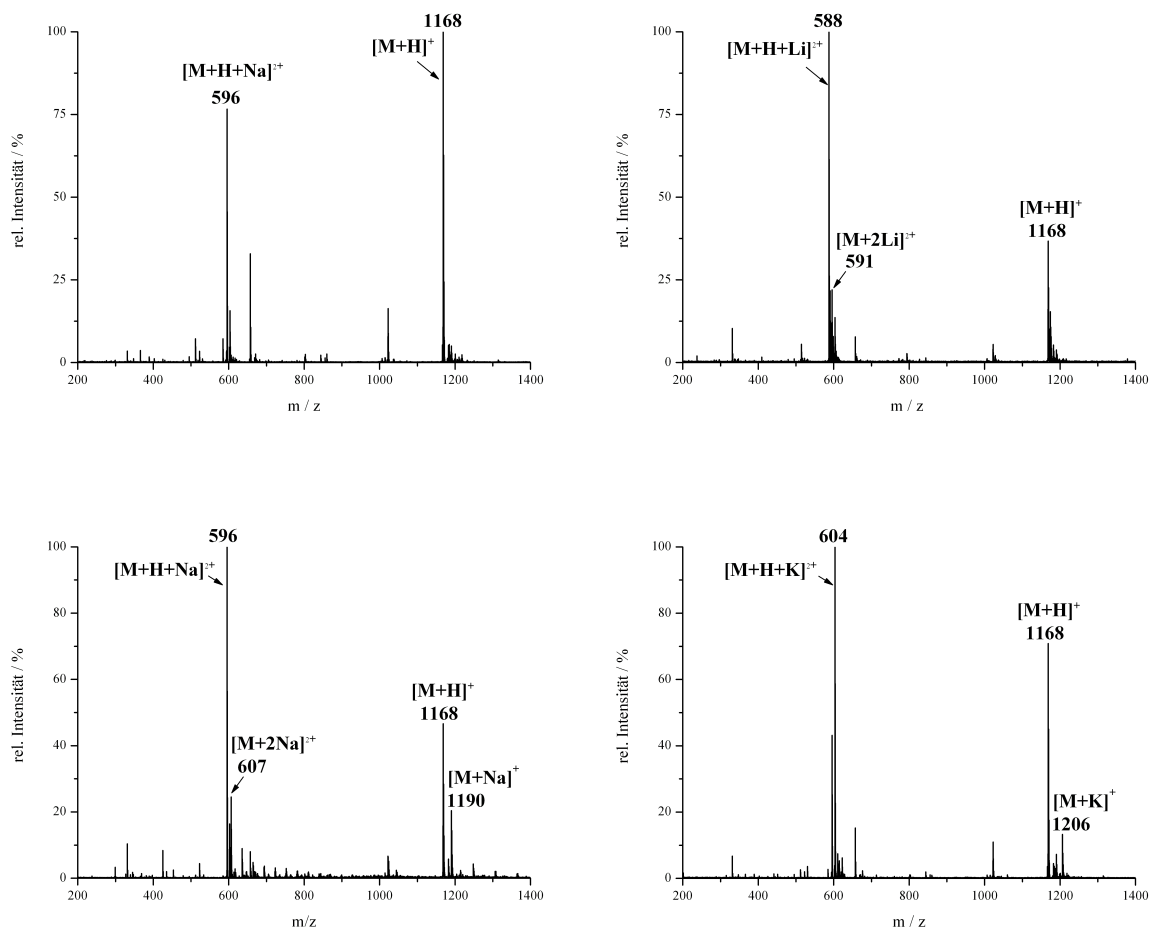 1168
[M+H]⁺
[M+H+Na]²⁺
596
100
75
50
25
0
rel. Intensität / %
200 400 600 800 1000 1200 1400
m / z
588
[M+H+Li]²⁺
[M+2Li]²⁺
591
[M+H]⁺
1168
100
75
50
25
0
rel. Intensität / %
200 400 600 800 1000 1200 1400
m / z
596
[M+H+Na]²⁺
[M+2Na]²⁺
607
[M+H]⁺
1168
[M+Na]⁺
1190
100
80
60
40
20
0
rel. Intensität / %
200 400 600 800 1000 1200 1400
m/z
604
[M+H+K]²⁺
[M+H]⁺
1168
[M+K]⁺
1206
100
80
60
40
20
0
rel. Intensität / %
200 400 600 800 1000 1200 1400
m / z